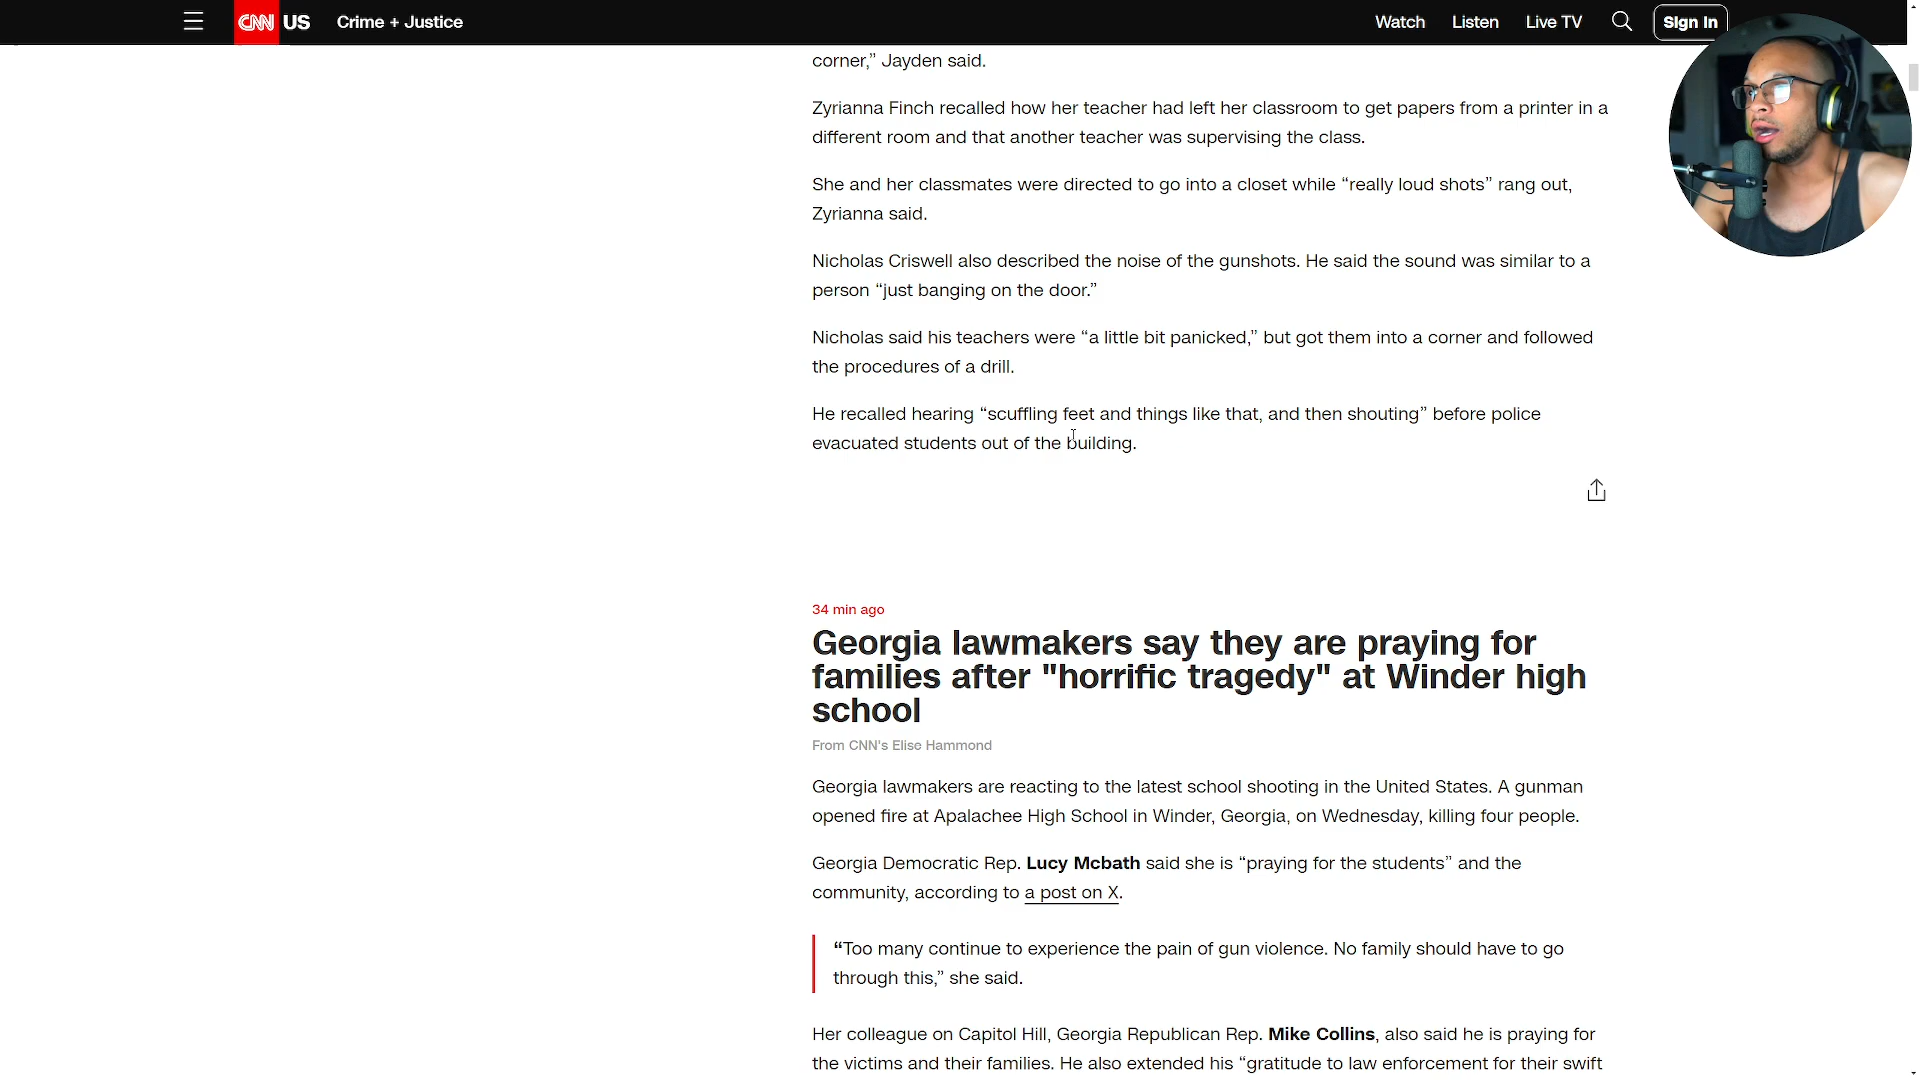 CNN US Crime + Justice Watch Listen Live TV Sign In
corner,” Jayden said.
Zyrianna Finch recalled how her teacher had left her classroom to get papers from a printer in a
different room and that another teacher was supervising the class.
She and her classmates were directed to go into a closet while “really loud shots” rang out,
Zyrianna said.
Nicholas Criswell also described the noise of the gunshots. He said the sound was similar to a
person “just banging on the door.”
Nicholas said his teachers were “a little bit panicked,” but got them into a corner and followed
the procedures of a drill.
He recalled hearing “scuffling feet and things like that, and then shouting” before police
evacuated students out of the building.
34 min ago
Georgia lawmakers say they are praying for
families after "horrific tragedy" at Winder high
school
From CNN's Elise Hammond
Georgia lawmakers are reacting to the latest school shooting in the United States. A gunman
opened fire at Apalachee High School in Winder, Georgia, on Wednesday, killing four people.
Georgia Democratic Rep. Lucy Mcbath said she is “praying for the students” and the
community, according to a post on X.
“Too many continue to experience the pain of gun violence. No family should have to go
through this,” she said.
Her colleague on Capitol Hill, Georgia Republican Rep. Mike Collins, also said he is praying for
the victims and their families. He also extended his “gratitude to law enforcement for their swift